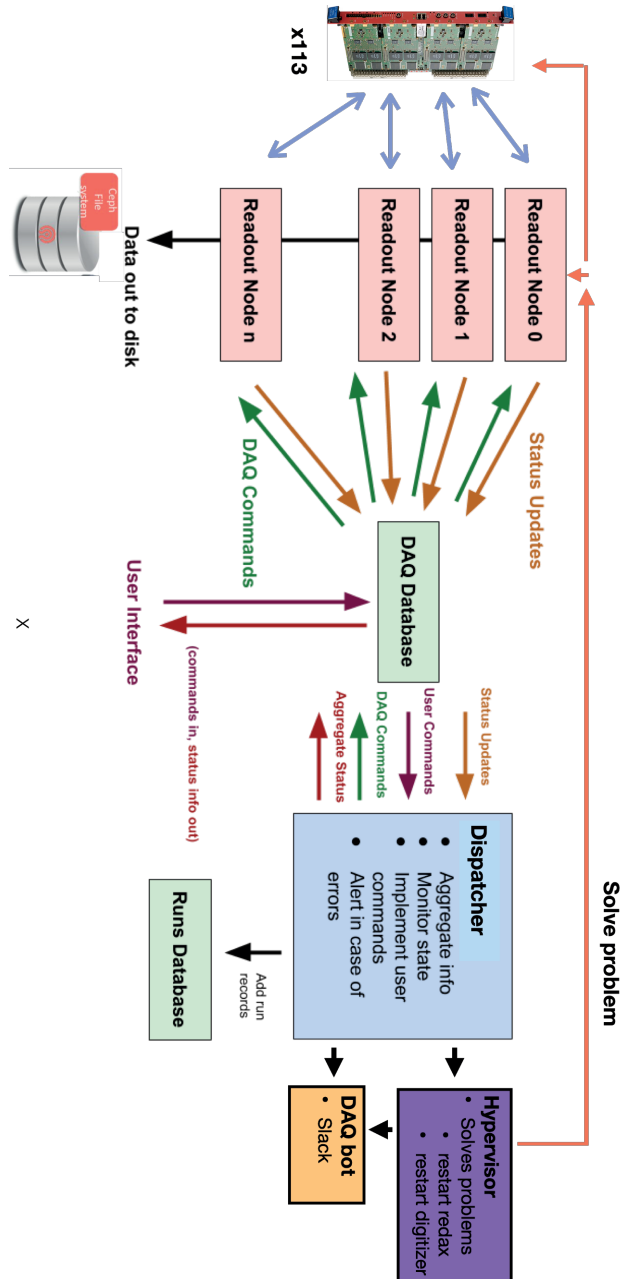 Solve problem
x113
Readout Node 0
Readout Node 1
Readout Node 2
Readout Node n
Data out to disk
Ceph
File
system
Status Updates
DAQ Commands
DAQ Database
User Interface
(commands in, status info out)
Status Updates
User Commands
DAQ Commands
Aggregate Status
Dispatcher
• Aggregate info
• Monitor state
• Implement user
commands
• Alert in case of
errors
Add run
records
Runs Database
Hypervisor
• Solves problems
• restart redax
• restart digitizer
DAQ bot
• Slack
X